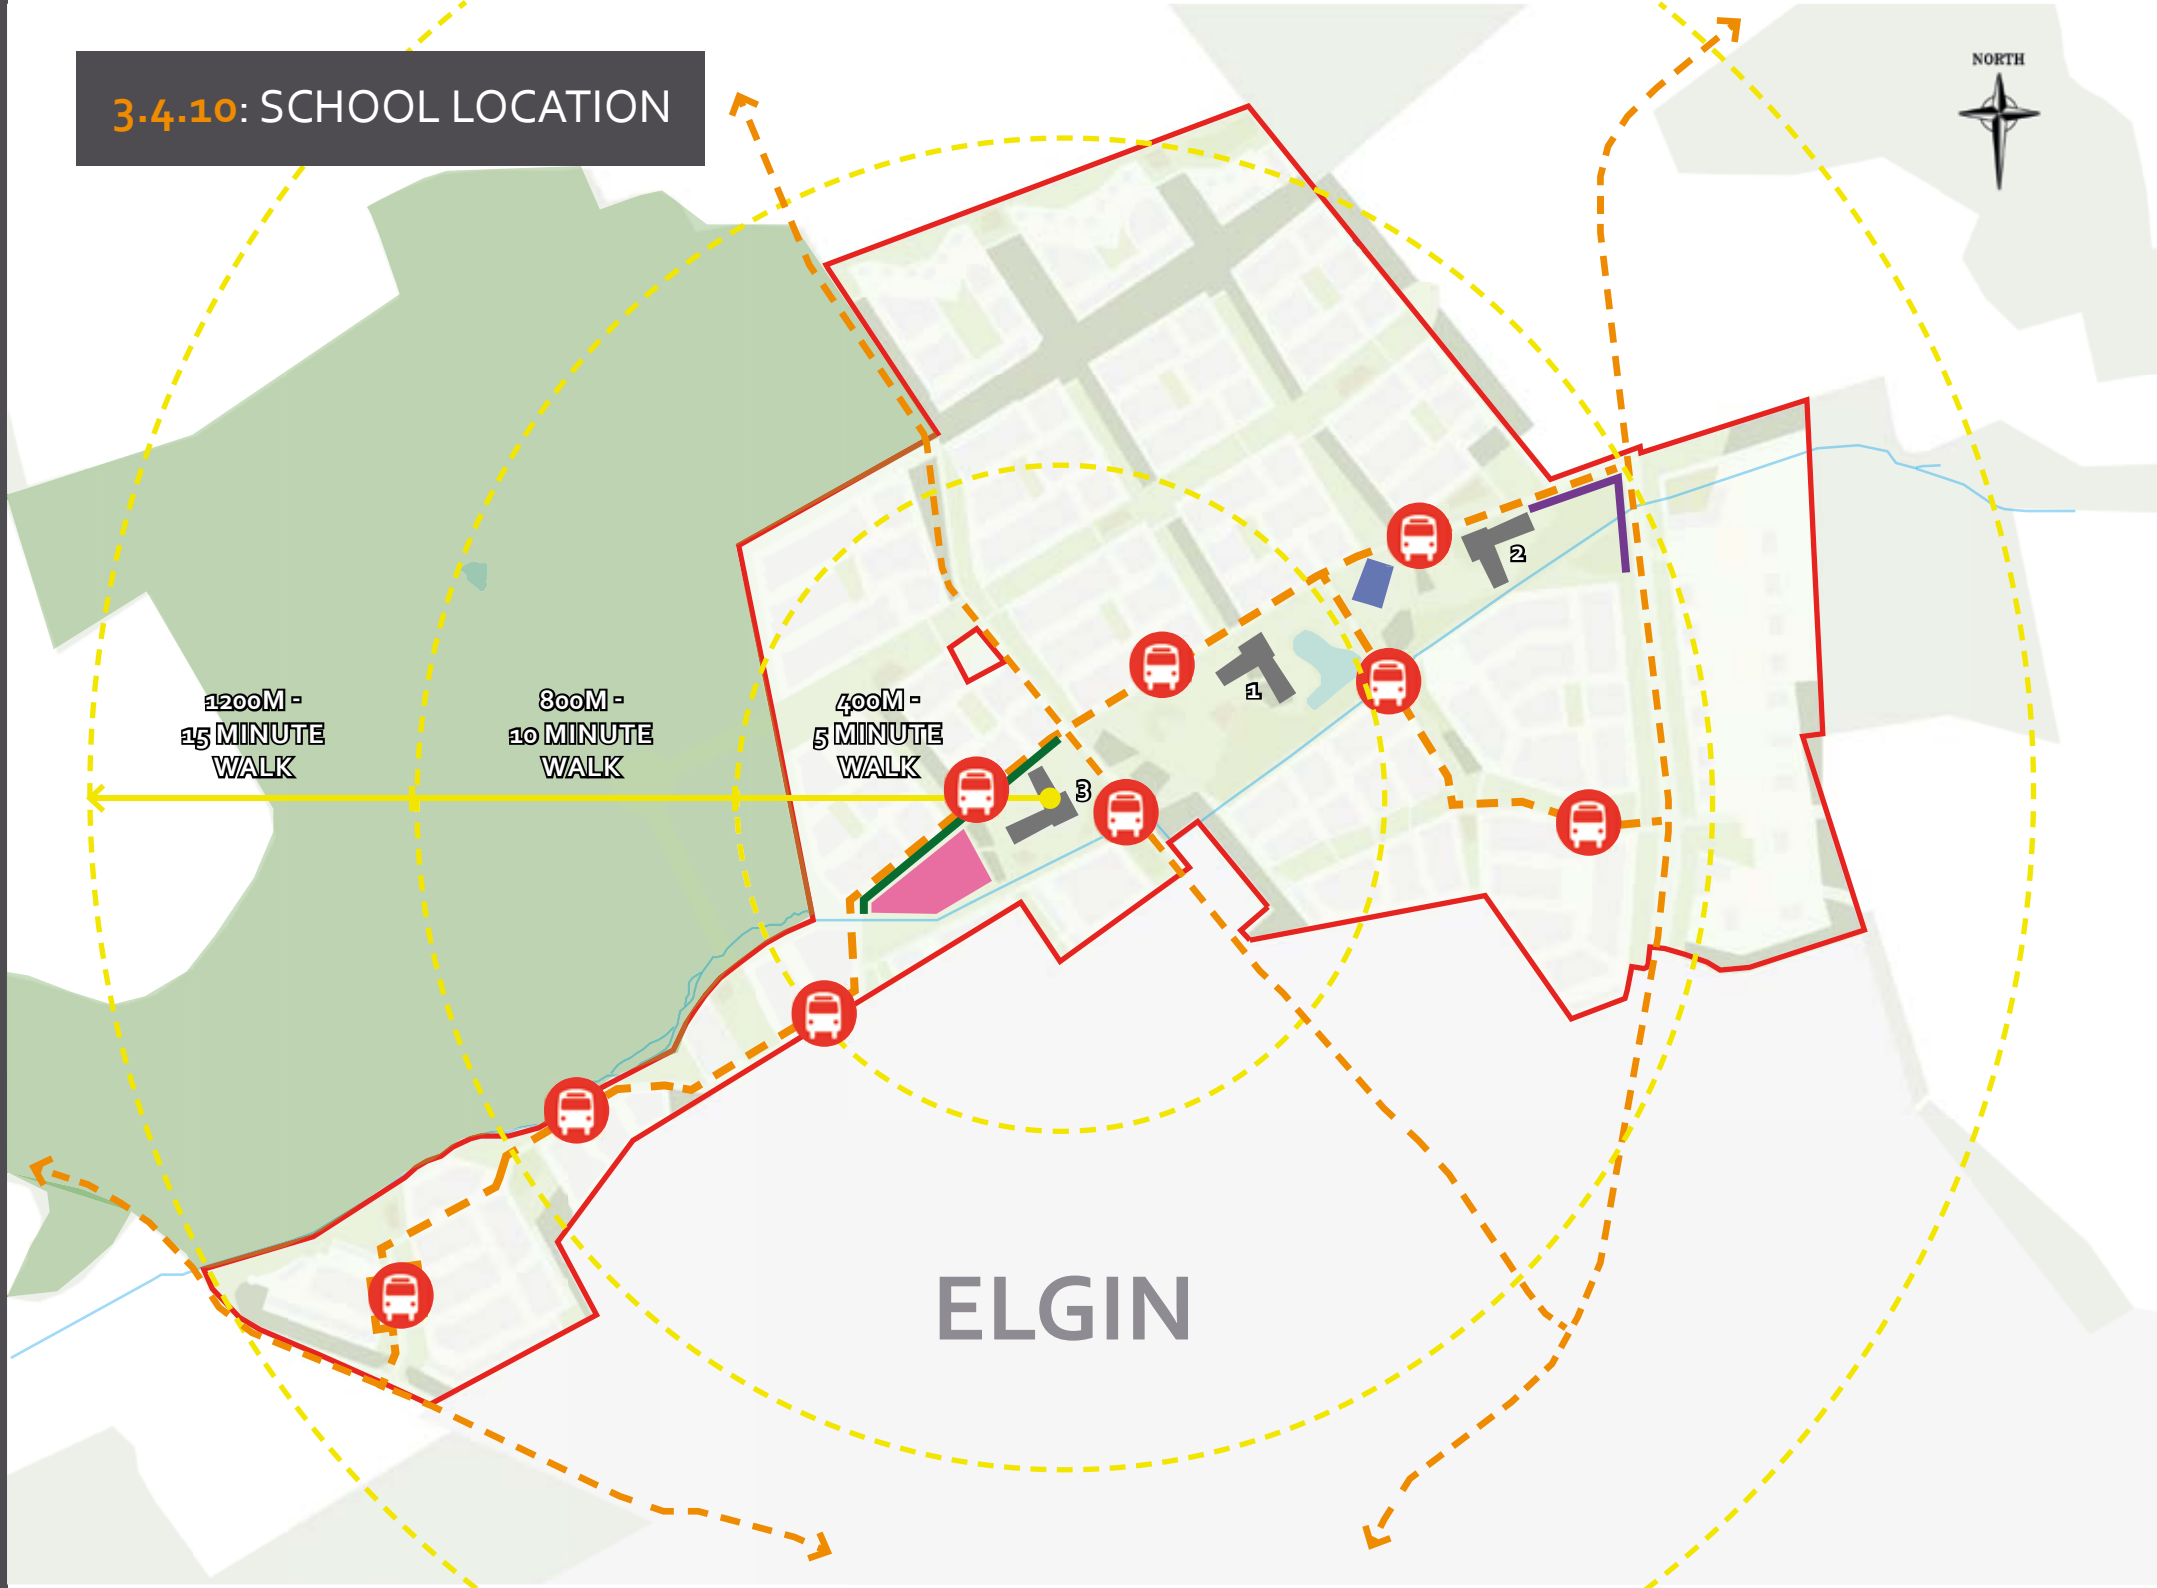 3.4.10: SCHOOL LOCATION
NORTH
2
1
1200M -
15 MINUTE
WALK
800M -
10 MINUTE
WALK
400M -
5 MINUTE
WALK
3
ELGIN